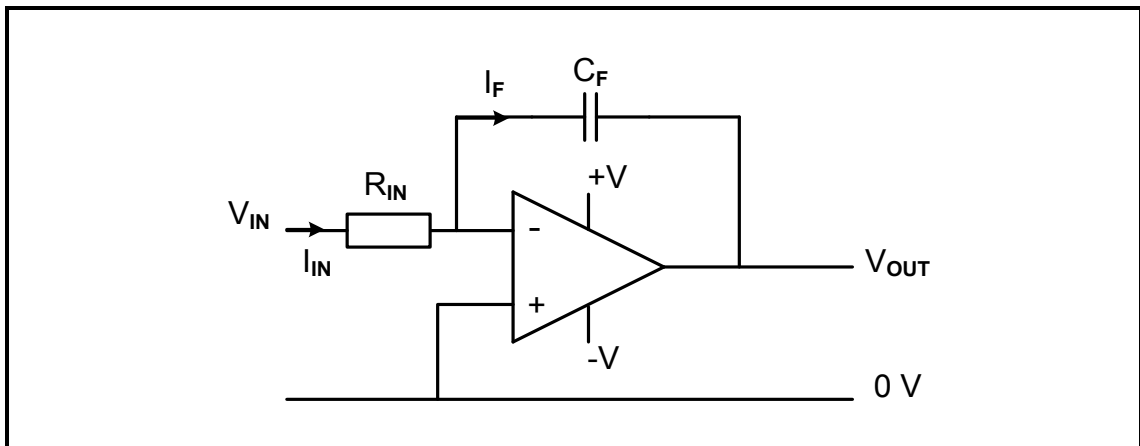 C_F
I_F
+V
R_IN
V_IN
-
I_IN
V_OUT
+
-V
0 V